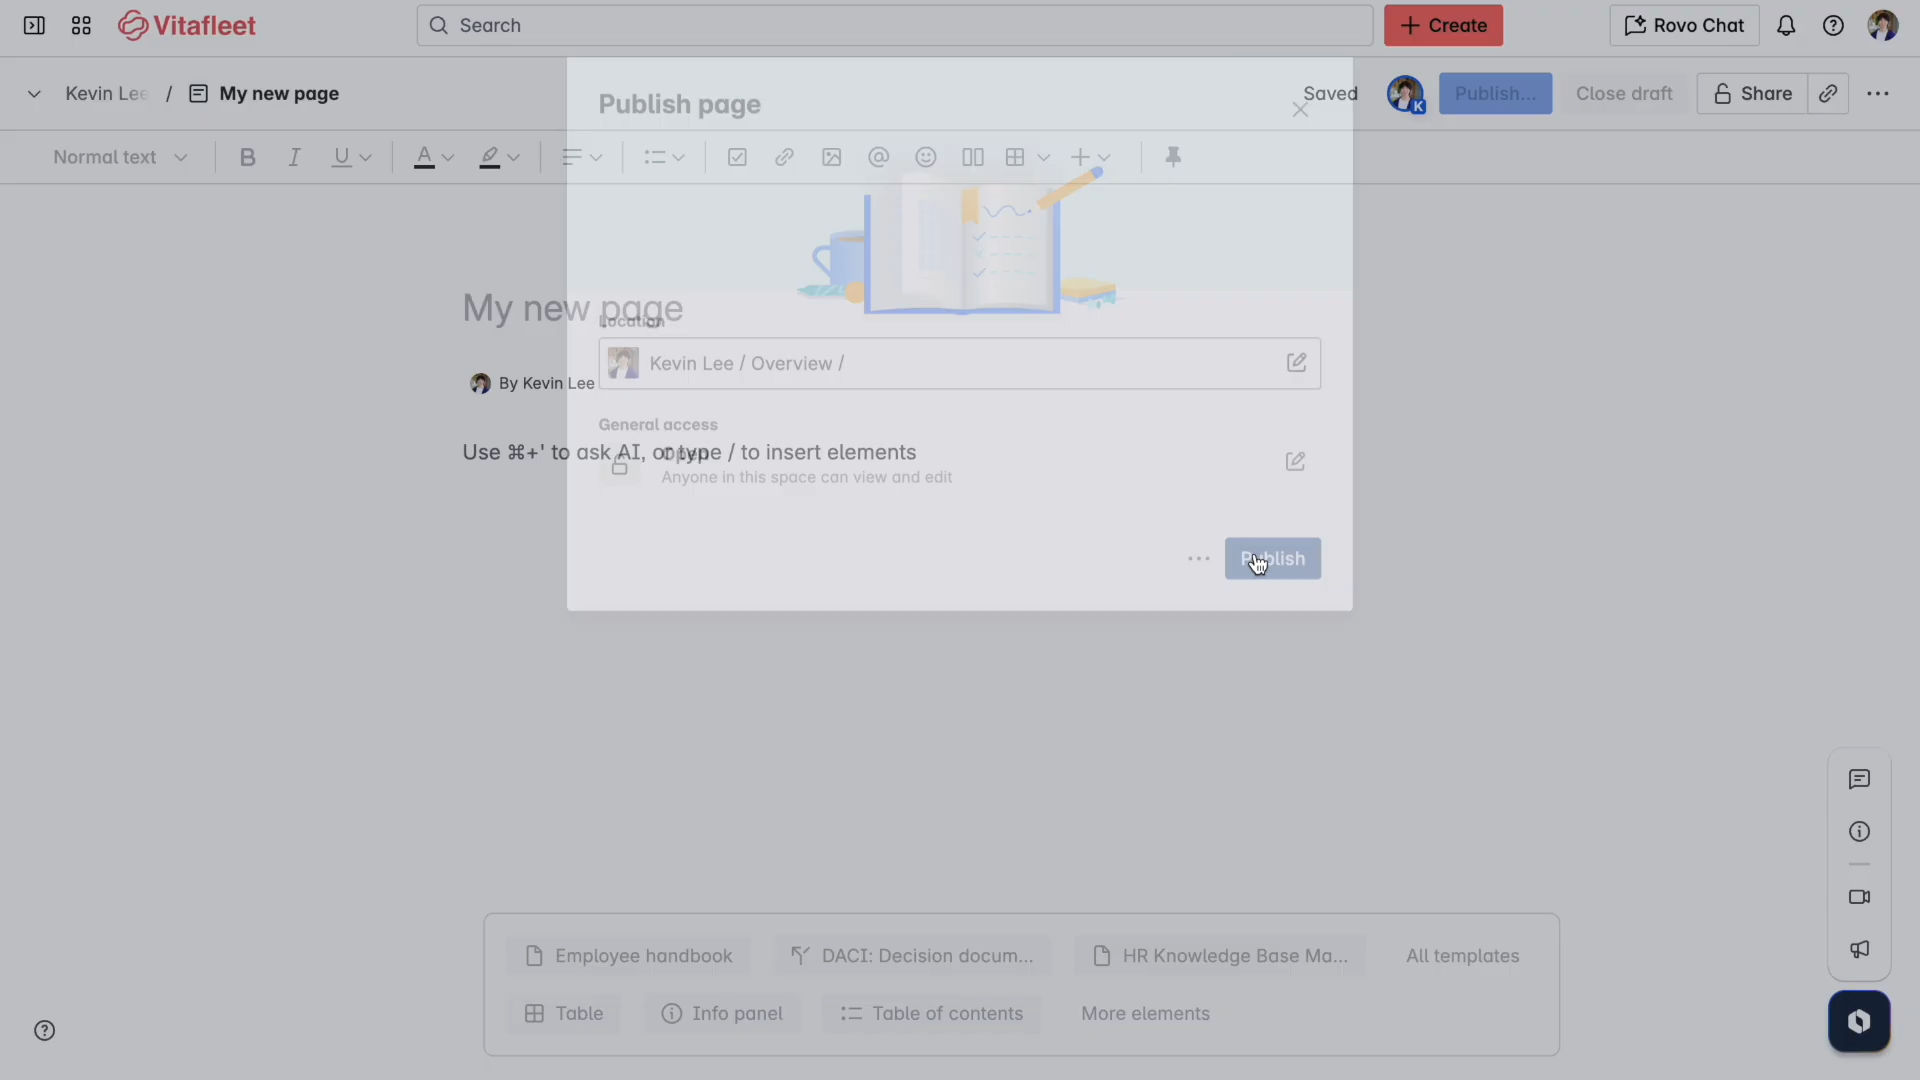 Vitafleet
Search
Create
Rovo Chat
Kevin Lee / My new page
Publish page
Saved
K
Publish...
Close draft
Share
Normal text
B I U A
My new page
Location
Kevin Lee / Overview /
By Kevin Lee
General access
Use ⌘+' to ask AI, or type / to insert elements
Open
Anyone in this space can view and edit
Publish
Employee handbook
DACI: Decision docum...
HR Knowledge Base Ma...
All templates
Table
Info panel
Table of contents
More elements